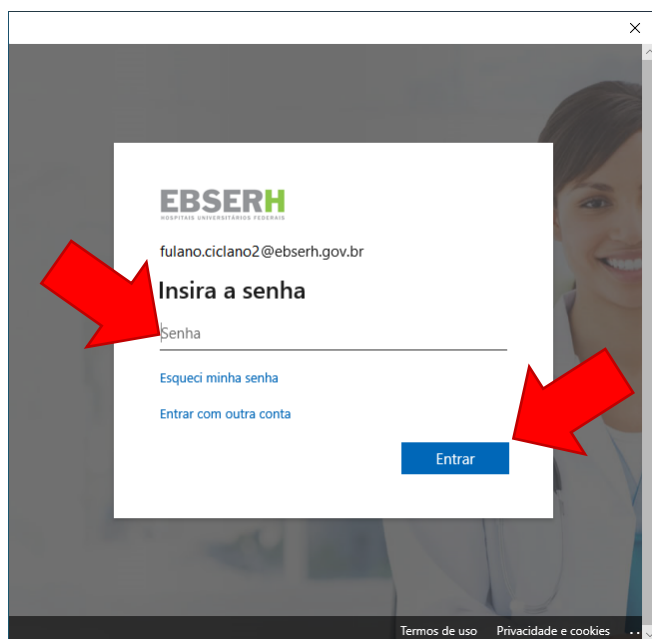 EBSERH
HOSPITAIS UNIVERSITÁRIOS FEDERAIS
fulano.ciclano2@ebserh.gov.br
Insira a senha
Senha
Esqueci minha senha
Entrar com outra conta
Entrar
Termos de uso Privacidade e cookies